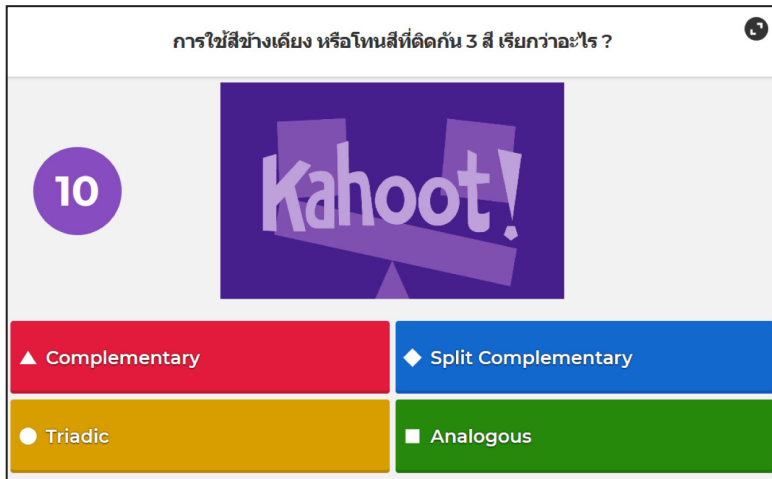 การใช้สีข้างเคียง หรือโทนสีที่ติดกัน 3 สี เรียกว่าอะไร ?
10
Kahoot!
Complementary
Split Complementary
Triadic
Analogous